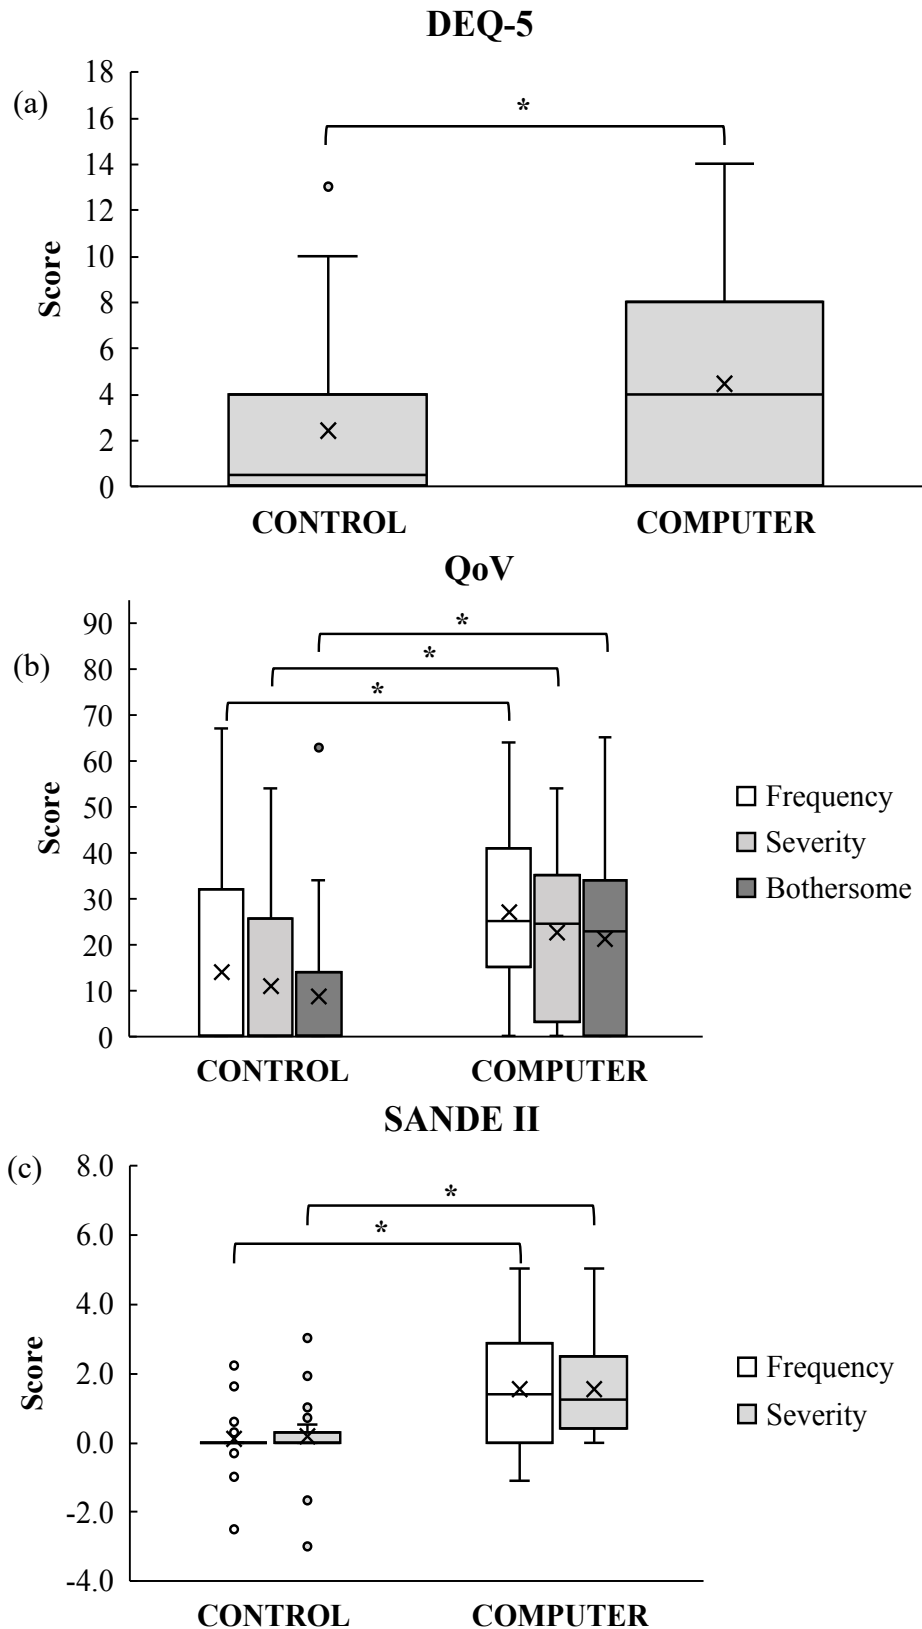 DEQ-5
(a)
18
16
14
12
10
8
6
4
2
0
Score
*
CONTROL COMPUTER
QoV
(b)
90
80
70
60
50
40
30
20
10
0
Score
*
*
*
Frequency
Severity
Bothersome
CONTROL COMPUTER
SANDE II
(c)
8.0
6.0
4.0
2.0
0.0
-2.0
-4.0
Score
*
*
Frequency
Severity
CONTROL COMPUTER